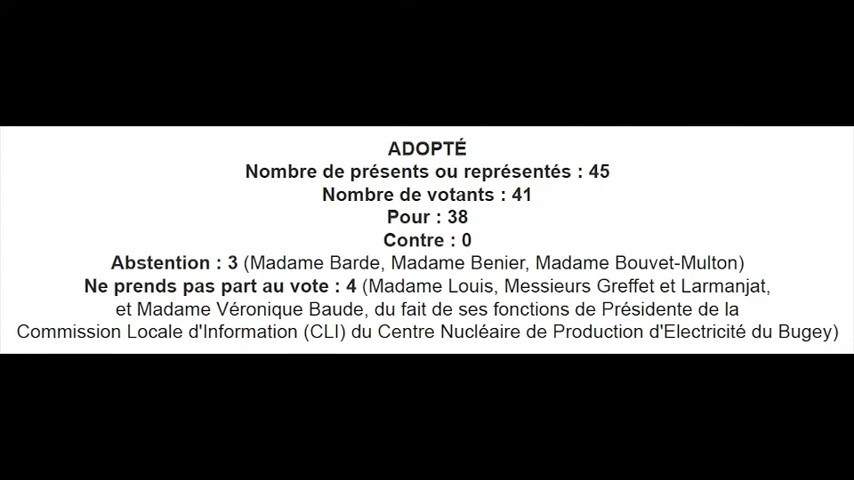 ADOPTÉ
Nombre de présents ou représentés : 45
Nombre de votants : 41
Pour : 38
Contre : 0
Abstention : 3 (Madame Barde, Madame Benier, Madame Bouvet-Multon)
Ne prends pas part au vote : 4 (Madame Louis, Messieurs Greffet et Larmanjat,
et Madame Véronique Baude, du fait de ses fonctions de Présidente de la
Commission Locale d'Information (CLI) du Centre Nucléaire de Production d'Electricité du Bugey)